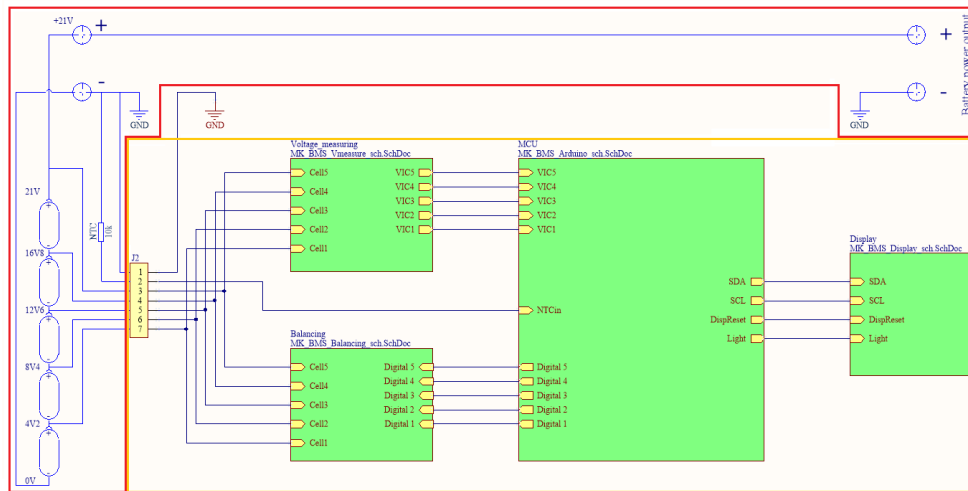 +21V
+
+
-
-
Battery power output
GND
GND
GND
Voltage_measuring
MK_BMS_Vmeasure_sch.SchDoc
MCU
MK_BMS_Arduino_sch.SchDoc
Cell5
VIC5
VIC5
Cell4
VIC4
VIC4
Cell3
VIC3
VIC3
Cell2
VIC2
VIC2
Cell1
VIC1
VIC1
21V
NTC
10k
16V8
12V6
8V4
4V2
0V
J2
1
2
3
4
5
6
7
NTCin
Display
MK_BMS_Display_sch.SchDoc
SDA
SDA
SCL
SCL
DispReset
DispReset
Light
Light
Balancing
MK_BMS_Balancing_sch.SchDoc
Cell5
Digital 5
Digital 5
Cell4
Digital 4
Digital 4
Cell3
Digital 3
Digital 3
Cell2
Digital 2
Digital 2
Cell1
Digital 1
Digital 1